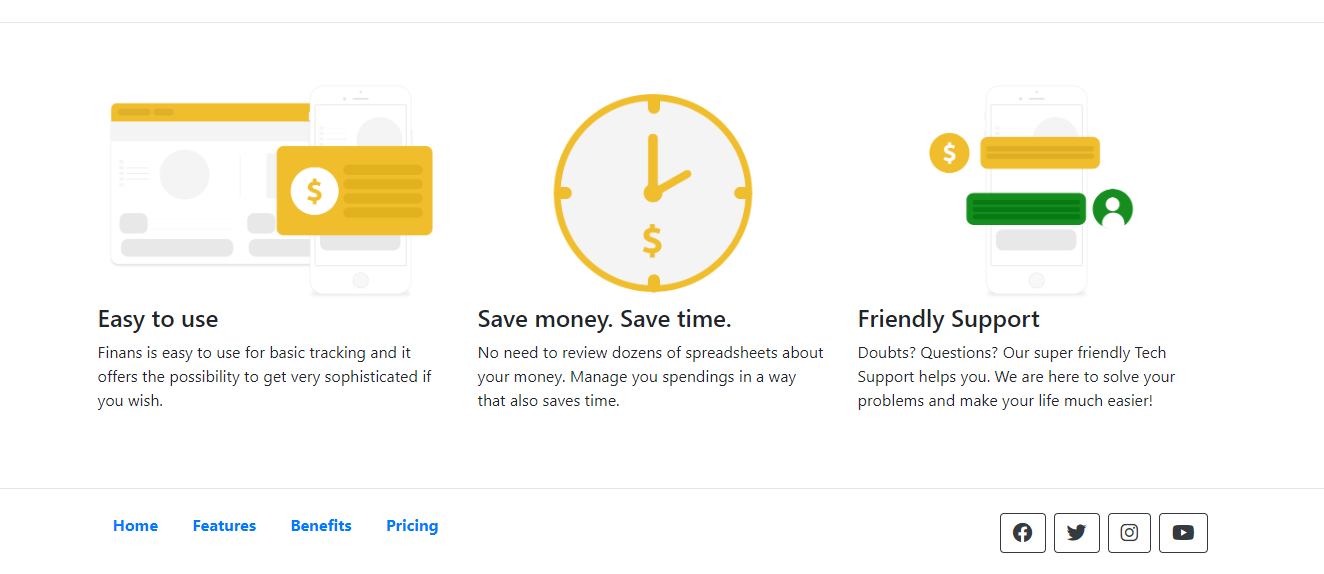 $
$
$
Easy to use
Finans is easy to use for basic tracking and it
offers the possibility to get very sophisticated if
you wish.
Save money. Save time.
No need to review dozens of spreadsheets about
your money. Manage you spendings in a way
that also saves time.
Friendly Support
Doubts? Questions? Our super friendly Tech
Support helps you. We are here to solve your
problems and make your life much easier!
Home Features Benefits Pricing